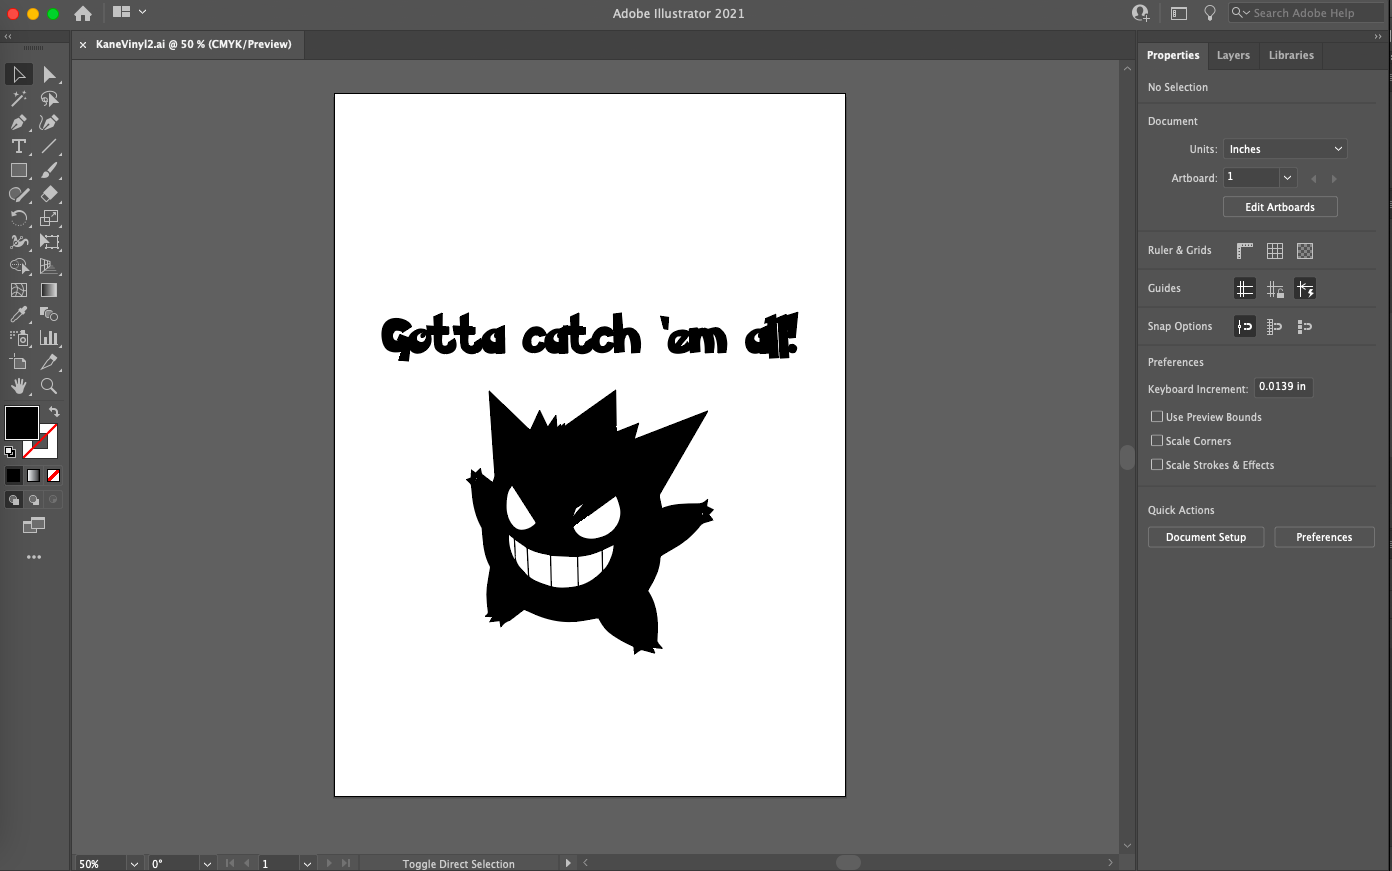 Adobe Illustrator 2021
Search Adobe Help
KaneVinyl2.ai @ 50 % (CMYK/Preview)
Properties Layers Libraries
No Selection
Document
Units: Inches
Artboard: 1
Edit Artboards
Ruler & Grids
Guides
Snap Options
Preferences
Keyboard Increment: 0.0139 in
Use Preview Bounds
Scale Corners
Scale Strokes & Effects
Quick Actions
Document Setup Preferences
Gotta catch 'em all!
50% 0° 1 Toggle Direct Selection